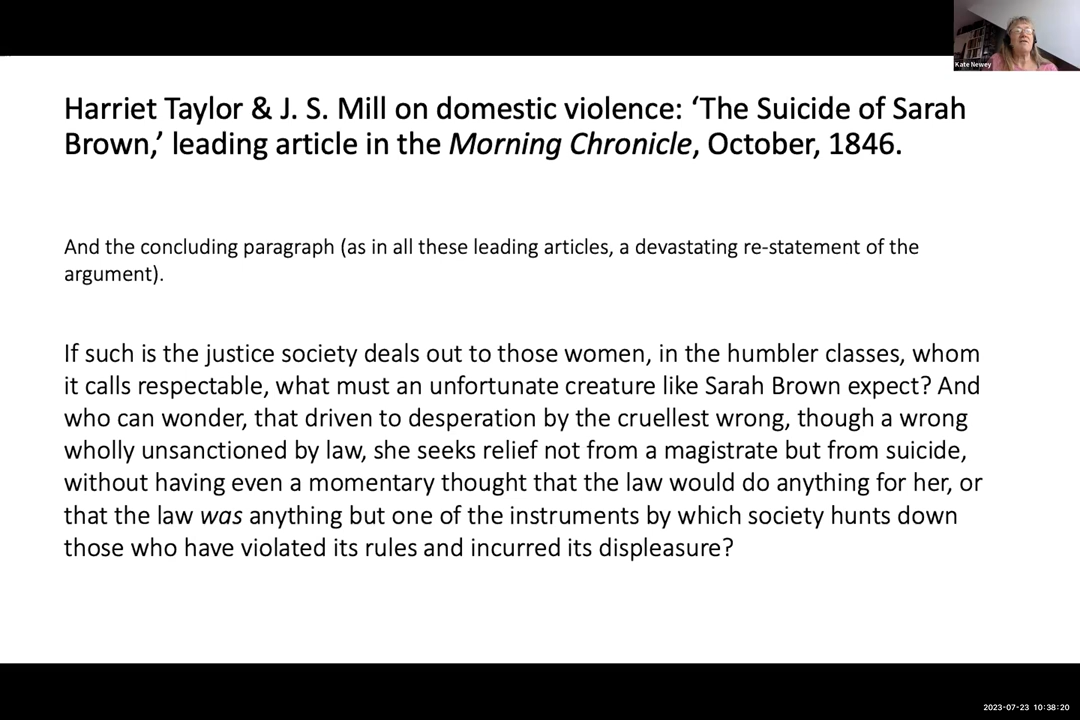 Kate Newey
Harriet Taylor & J. S. Mill on domestic violence: ‘The Suicide of Sarah
Brown,’ leading article in the Morning Chronicle, October, 1846.
And the concluding paragraph (as in all these leading articles, a devastating re-statement of the
argument).
If such is the justice society deals out to those women, in the humbler classes, whom
it calls respectable, what must an unfortunate creature like Sarah Brown expect? And
who can wonder, that driven to desperation by the cruellest wrong, though a wrong
wholly unsanctioned by law, she seeks relief not from a magistrate but from suicide,
without having even a momentary thought that the law would do anything for her, or
that the law was anything but one of the instruments by which society hunts down
those who have violated its rules and incurred its displeasure?
2023-07-23 10:38:20